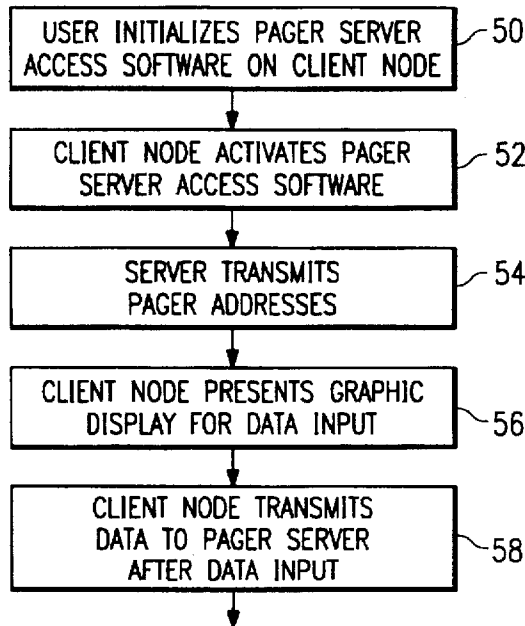 USER INITIALIZES PAGER SERVER
ACCESS SOFTWARE ON CLIENT NODE
50
CLIENT NODE ACTIVATES PAGER
SERVER ACCESS SOFTWARE
52
SERVER TRANSMITS
PAGER ADDRESSES
54
CLIENT NODE PRESENTS GRAPHIC
DISPLAY FOR DATA INPUT
56
CLIENT NODE TRANSMITS
DATA TO PAGER SERVER
AFTER DATA INPUT
58